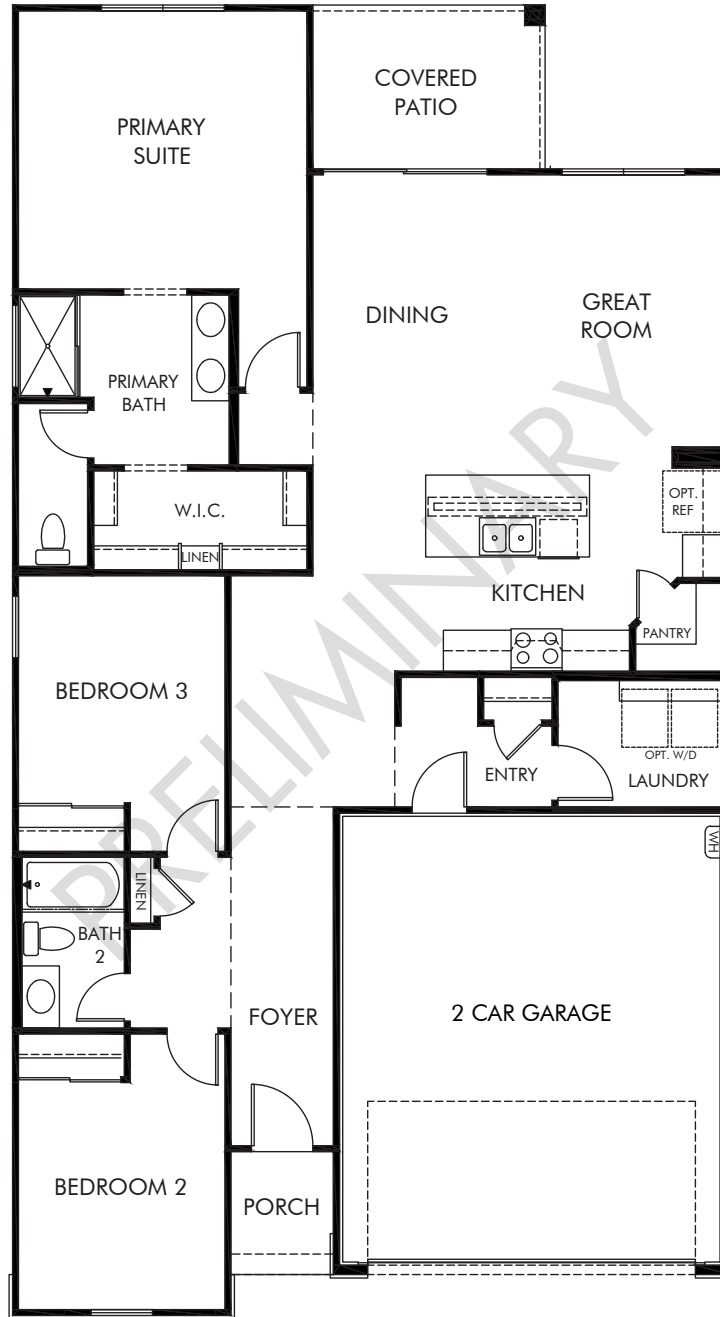 COVERED
PATIO
PRIMARY
SUITE
DINING
GREAT
ROOM
PRIMARY
BATH
OPT.
REF
W.I.C.
LINEN
KITCHEN
PANTRY
BEDROOM 3
OPT. W/D
ENTRY
LAUNDRY
WH
LINEN
BATH
2
FOYER
2 CAR GARAGE
BEDROOM 2
PORCH
PRELIMINARY